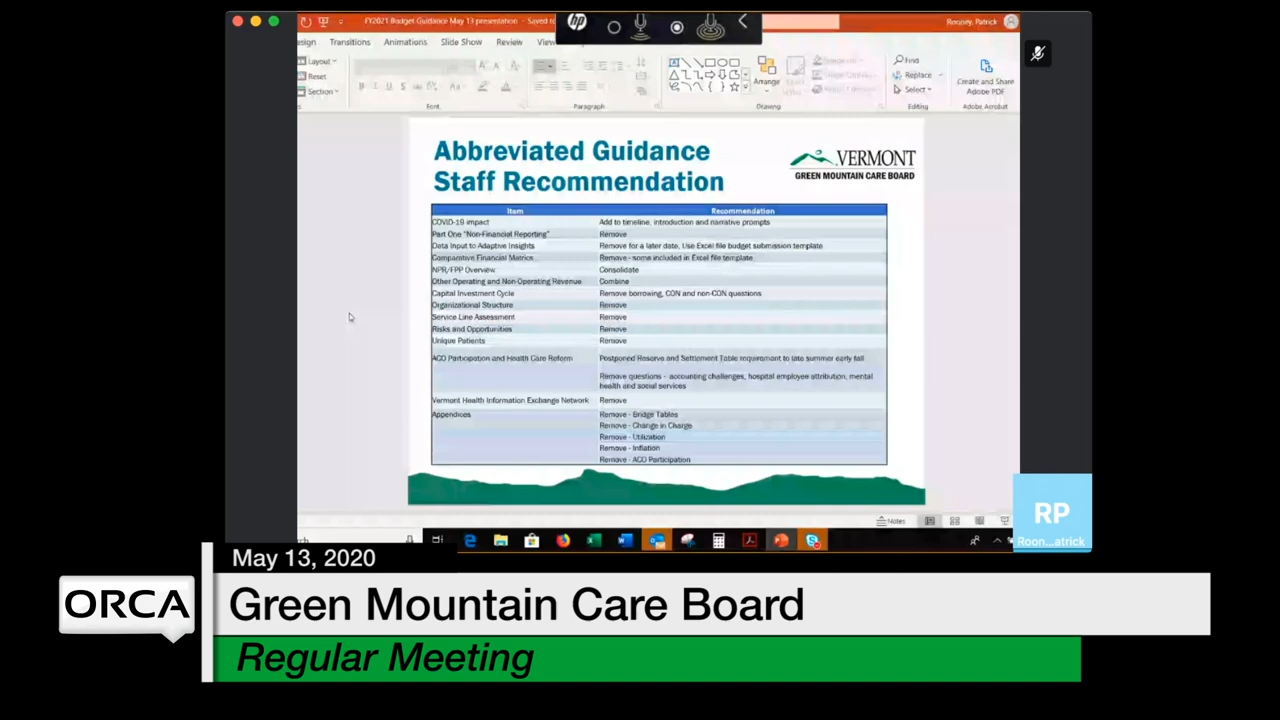 FY2021 Budget Guidance May 13 presentation - Saved
hp
Rooney, Patrick
Transitions Animations Slide Show Review View
Layout
Reset
Section
Font
Paragraph
Arrange
Drawing
Find
Replace
Select
Editing
Create and Share
Adobe PDF
Adobe Acrobat
Abbreviated Guidance
Staff Recommendation
VERMONT
GREEN MOUNTAIN CARE BOARD
Item Recommendation
COVID-19 impact Add to timeline, introduction and narrative prompts
Part One "Non-Financial Reporting" Remove
Data Input to Adaptive Insights Remove for a later date, Use Excel file budget submission template
Comparative Financial Metrics Remove - some included in Excel file template
NPR/FPP Overview Consolidate
Other Operating and Non-Operating Revenue Combine
Capital Investment Cycle Remove borrowing, CON and non-CON questions
Organizational Structure Remove
Service Line Assessment Remove
Risks and Opportunities Remove
Unique Patients Remove
ACO Participation and Health Care Reform Postponed Reserve and Settlement Table requirement to late summer early fall
Remove questions - accounting challenges, hospital employee attribution, mental
health and social services
Vermont Health Information Exchange Network Remove
Appendices Remove - Bridge Tables
Remove - Change in Charge
Remove - Utilization
Remove - Inflation
Remove - ACO Participation
Notes
RP
Roon...atrick
May 13, 2020
ORCA
Green Mountain Care Board
Regular Meeting